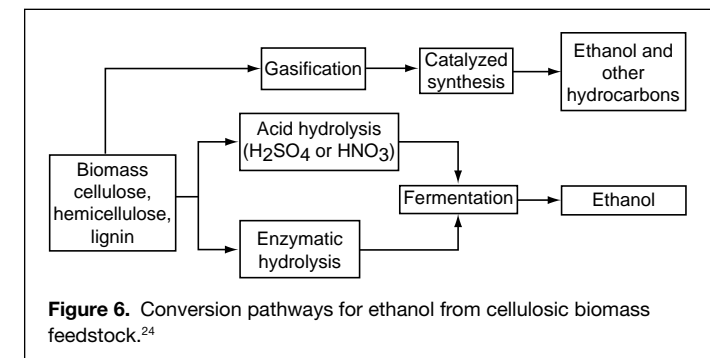 Gasification
Catalyzed
synthesis
Ethanol and
other
hydrocarbons
Acid hydrolysis
(H₂SO₄ or HNO₃)
Biomass
cellulose,
hemicellulose,
lignin
Fermentation
Ethanol
Enzymatic
hydrolysis
Figure 6. Conversion pathways for ethanol from cellulosic biomass
feedstock.²⁴